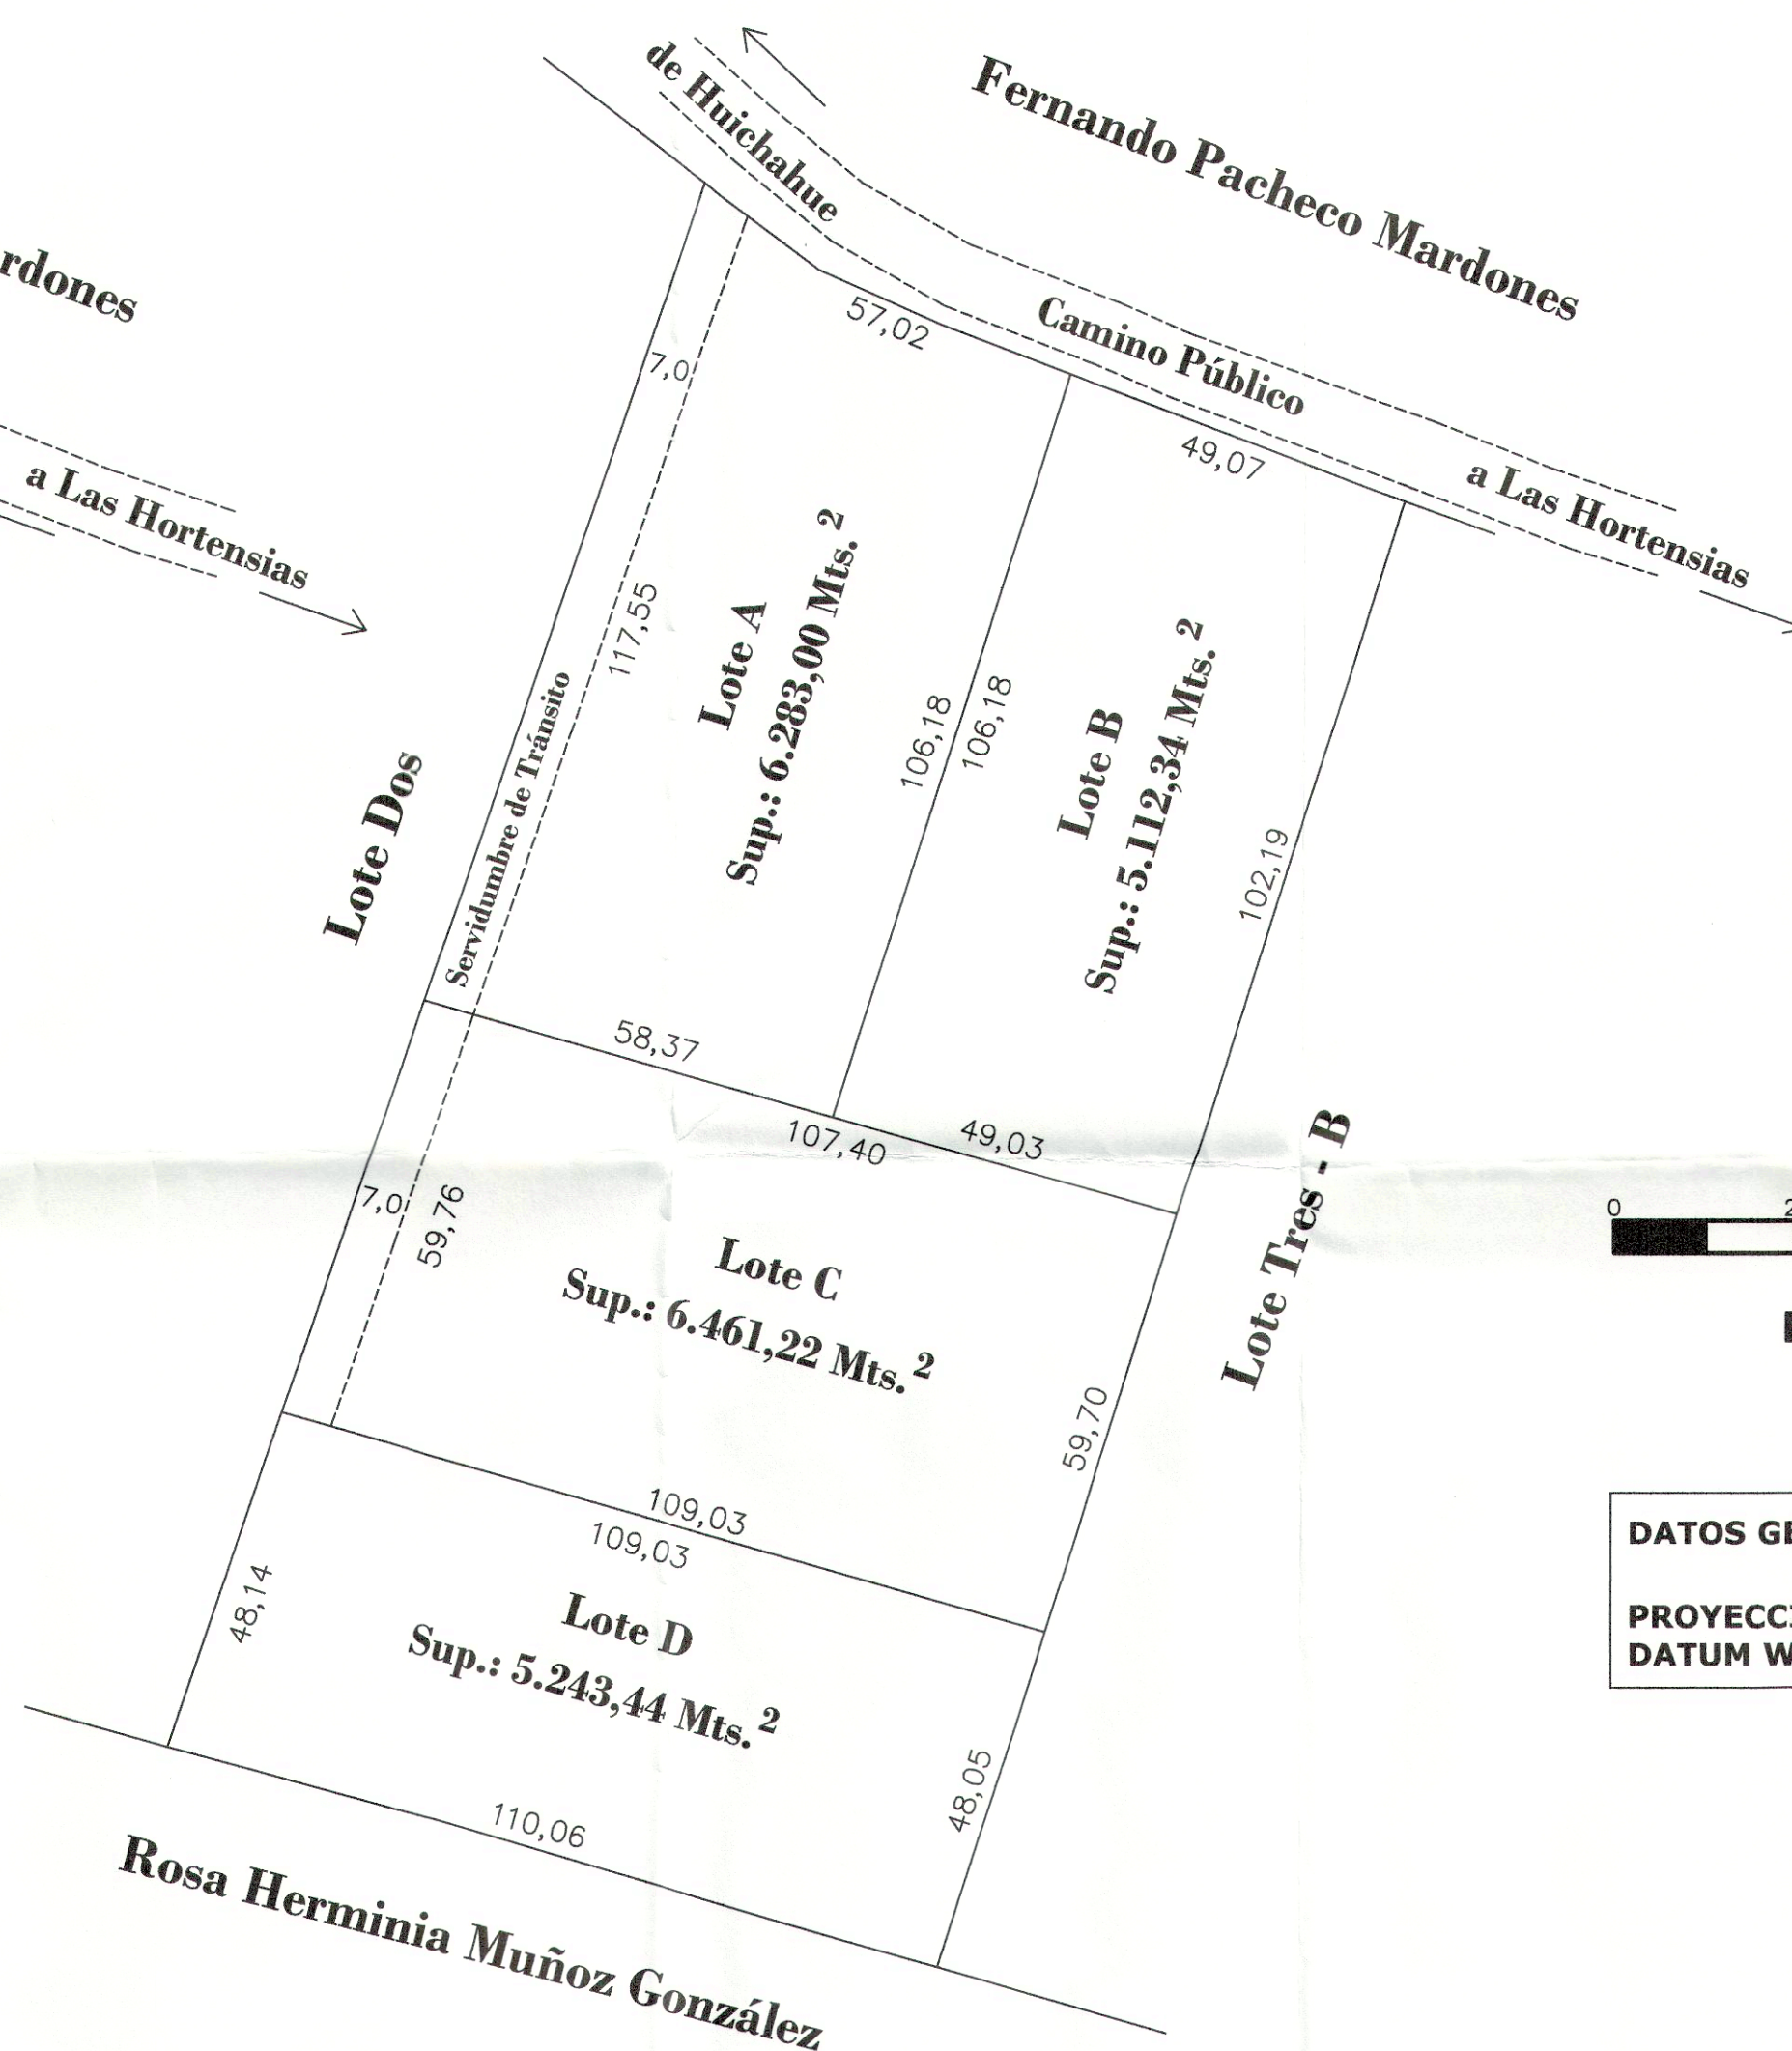 de Huichahue
Fernando Pacheco Mardones
rdones
Camino Público
57,02
7,0
49,07
a Las Hortensias
a Las Hortensias
117,55
Lote A
Sup.: 6.283,00 Mts. 2
106,18
106,18
Lote B
Sup.: 5.112,34 Mts. 2
102,19
Servidumbre de Tránsito
Lote Dos
58,37
107,40
49,03
7,0
59,76
Lote C
Sup.: 6.461,22 Mts. 2
59,70
Lote Tres - B
0
2
109,03
109,03
48,14
Lote D
Sup.: 5.243,44 Mts. 2
48,05
110,06
Rosa Herminia Muñoz González
DATOS GE
PROYECCI
DATUM W